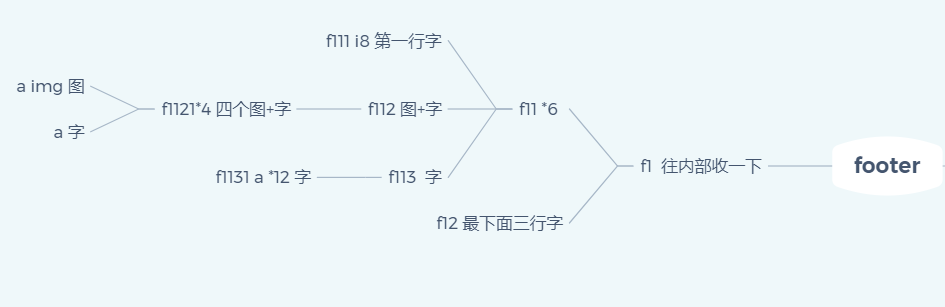 f111 i8 第一行字
a img 图
f1121*4 四个图+字
f112 图+字
f11 *6
a 字
f1 往内部收一下
footer
f1131 a *12 字
f113 字
f12 最下面三行字